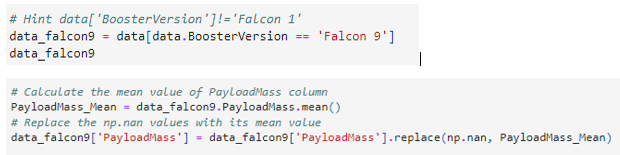 # Hint data['BoosterVersion']!='Falcon 1'
data_falcon9 = data[data.BoosterVersion == 'Falcon 9']
data_falcon9
# Calculate the mean value of PayloadMass column
PayloadMass_Mean = data_falcon9.PayloadMass.mean()
# Replace the np.nan values with its mean value
data_falcon9['PayloadMass'] = data_falcon9['PayloadMass'].replace(np.nan, PayloadMass_Mean)